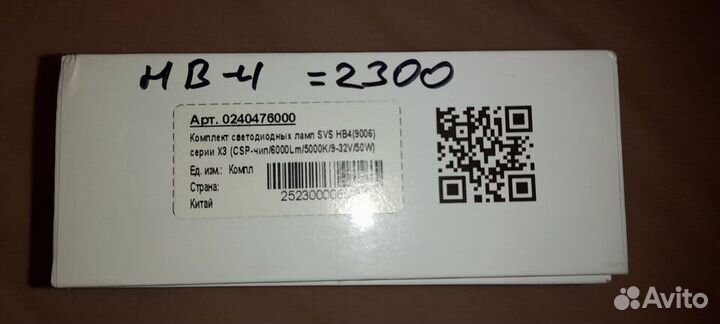 НВ-4 =2300
Арт. 0240476000
Комплект светодиодных ламп SVS HB4(9006)
серии X3 (CSP-чип/6000Lm/5000K/9-32V/50W)
Ед. изм.: Компл
Страна:
Китай
Avito